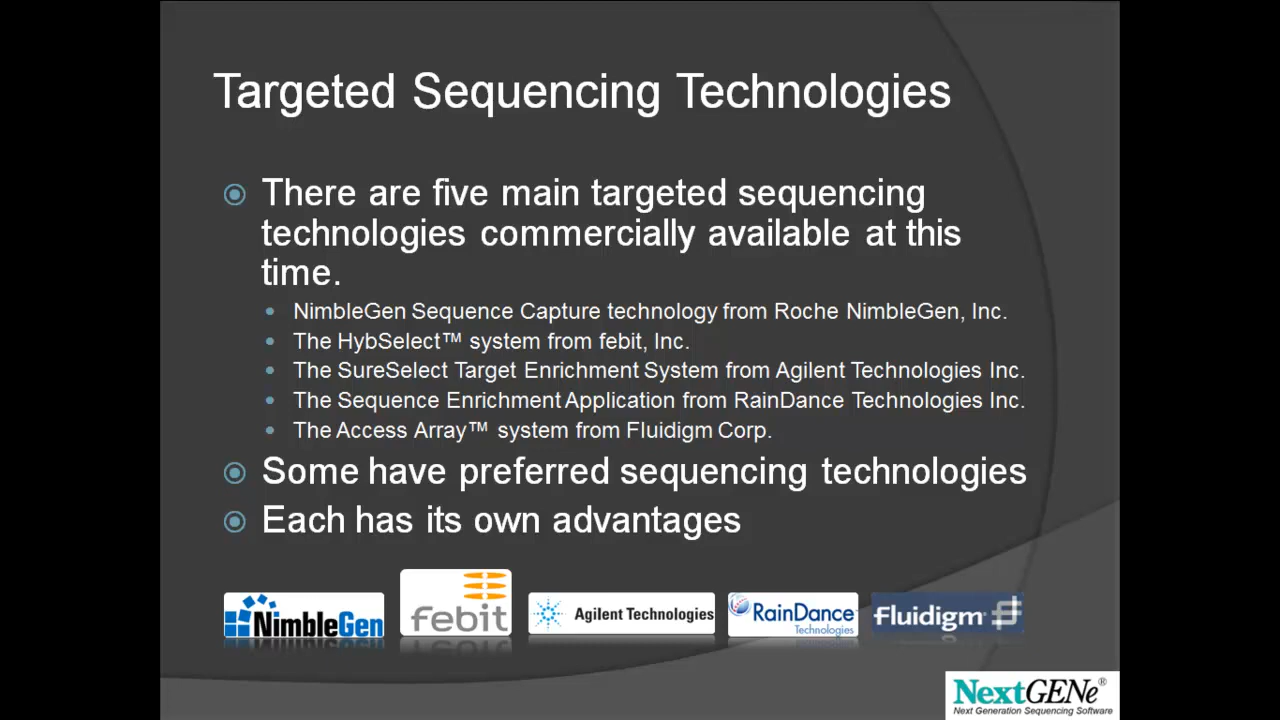 Targeted Sequencing Technologies
There are five main targeted sequencing
technologies commercially available at this
time.
NimbleGen Sequence Capture technology from Roche NimbleGen, Inc.
The HybSelect™ system from febit, Inc.
The SureSelect Target Enrichment System from Agilent Technologies Inc.
The Sequence Enrichment Application from RainDance Technologies Inc.
The Access Array™ system from Fluidigm Corp.
Some have preferred sequencing technologies
Each has its own advantages
NimbleGen
febit
Agilent Technologies
RainDance
Technologies
Fluidigm
NextGENe®
Next Generation Sequencing Software